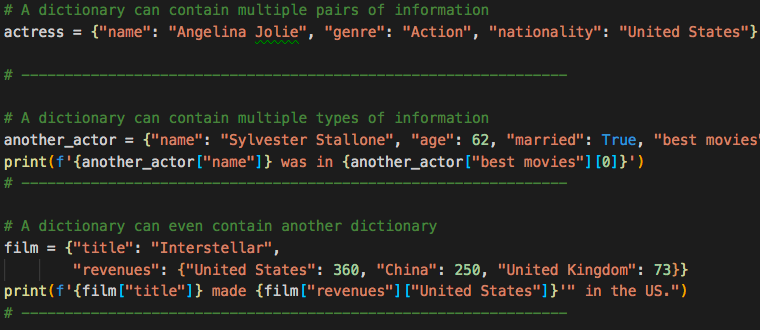 # A dictionary can contain multiple pairs of information
actress = {"name": "Angelina Jolie", "genre": "Action", "nationality": "United States"}
# -------------------------------------------------------------
# A dictionary can contain multiple types of information
another_actor = {"name": "Sylvester Stallone", "age": 62, "married": True, "best movies"
print(f'{another_actor["name"]} was in {another_actor["best movies"][0]}')
# -------------------------------------------------------------
# A dictionary can even contain another dictionary
film = {"title": "Interstellar",
"revenues": {"United States": 360, "China": 250, "United Kingdom": 73}}
print(f'{film["title"]} made {film["revenues"]["United States"]}'" in the US.")
# -------------------------------------------------------------